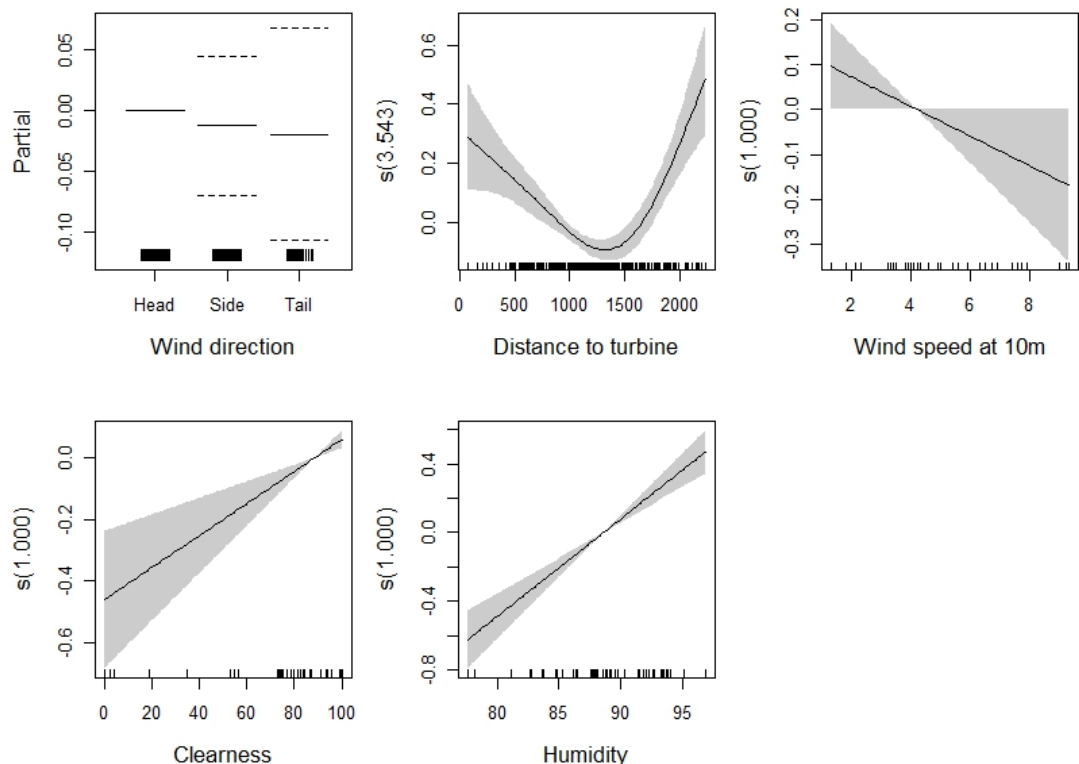 Partial
0.05
0.00
-0.05
-0.10
Head Side Tail
Wind direction
s(3.543)
0.6
0.4
0.2
0.0
0 500 1000 1500 2000
Distance to turbine
s(1.000)
0.2
0.1
0.0
-0.1
-0.2
-0.3
2 4 6 8
Wind speed at 10m
s(1.000)
0.0
-0.2
-0.4
-0.6
0 20 40 60 80 100
Clearness
s(1.000)
0.4
0.0
-0.4
-0.8
80 85 90 95
Humidity